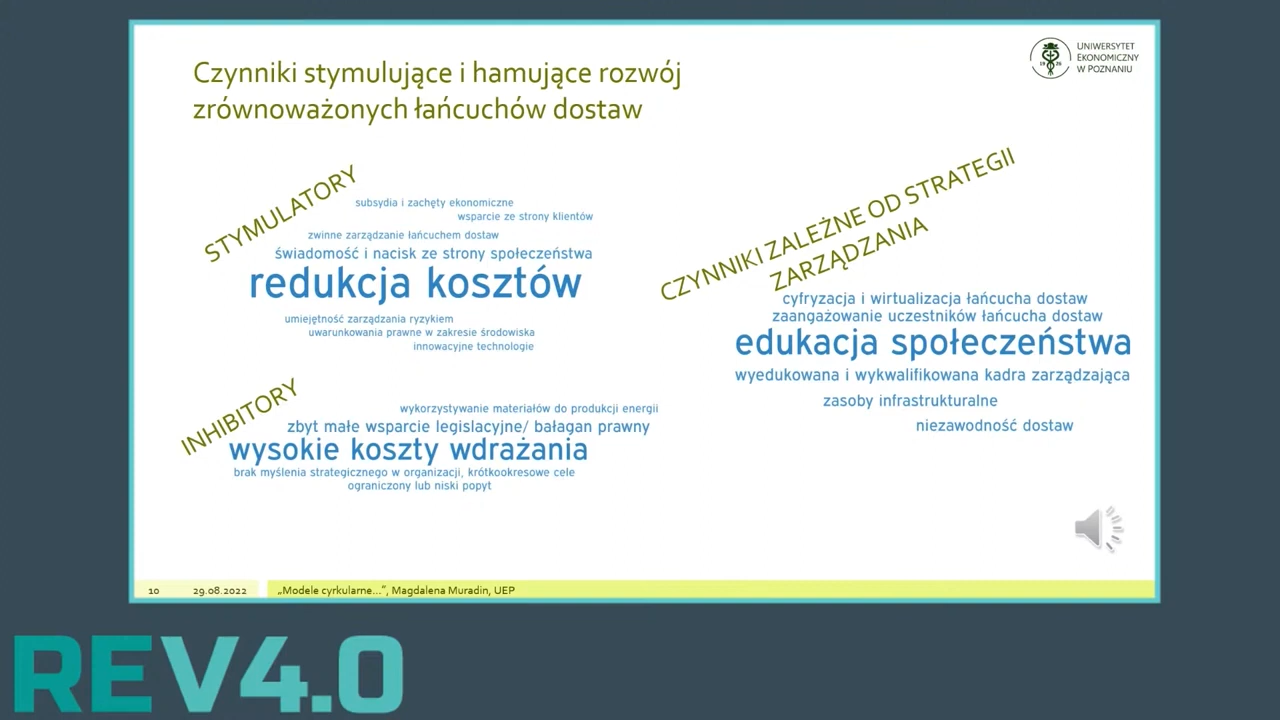 Czynniki stymulujące i hamujące rozwój
zrównoważonych łańcuchów dostaw
UNIWERSYTET
EKONOMICZNY
W POZNANIU
19 26
STYMULATORY
subsydia i zachęty ekonomiczne
wsparcie ze strony klientów
zwinne zarządzanie łańcuchem dostaw
świadomość i nacisk ze strony społeczeństwa
redukcja kosztów
umiejętność zarządzania ryzykiem
uwarunkowania prawne w zakresie środowiska
innowacyjne technologie
INHIBITORY
wykorzystywanie materiałów do produkcji energii
zbyt małe wsparcie legislacyjne/ bałagan prawny
wysokie koszty wdrażania
brak myślenia strategicznego w organizacji, krótkookresowe cele
ograniczony lub niski popyt
CZYNNIKI ZALEŻNE OD STRATEGII
ZARZĄDZANIA
cyfryzacja i wirtualizacja łańcucha dostaw
zaangażowanie uczestników łańcucha dostaw
edukacja społeczeństwa
wyedukowana i wykwalifikowana kadra zarządzająca
zasoby infrastrukturalne
niezawodność dostaw
10 29.08.2022 „Modele cyrkularne...”, Magdalena Muradin, UEP
REV4.0